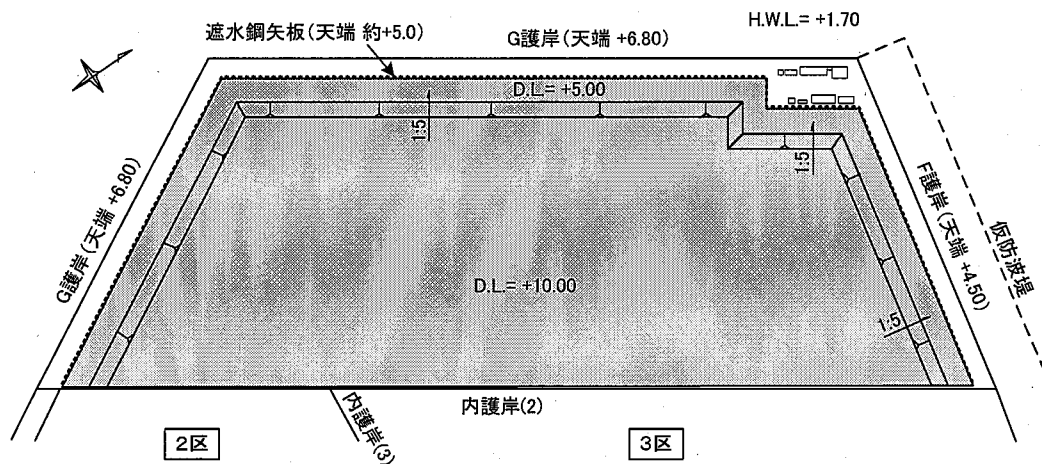 H.W.L.= +1.70
遮水鋼矢板(天端 約+5.0)
G護岸(天端 +6.80)
D.L.= +5.00
1:5
1:5
G護岸(天端 +6.80)
F護岸(天端 +4.50)
仮防波堤
D.L.= +10.00
1:5
内護岸(2)
内護岸(3)
2区
3区